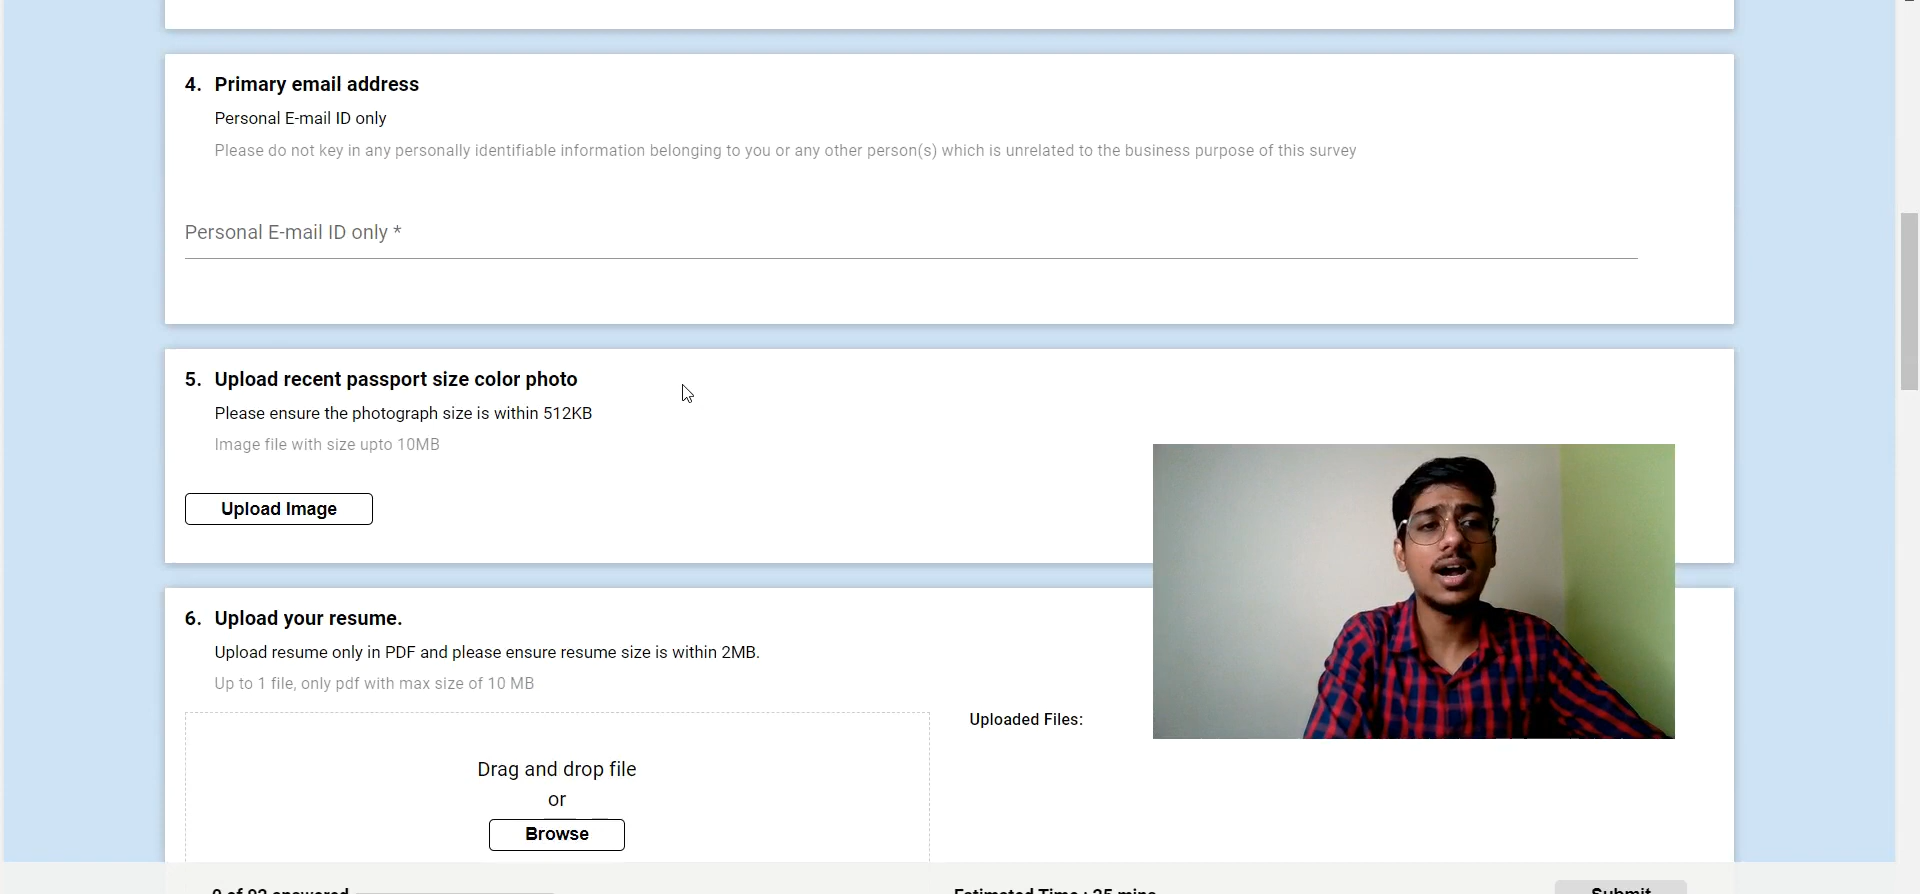 4. Primary email address
Personal E-mail ID only
Please do not key in any personally identifiable information belonging to you or any other person(s) which is unrelated to the business purpose of this survey
Personal E-mail ID only *
5. Upload recent passport size color photo
Please ensure the photograph size is within 512KB
Image file with size upto 10MB
Upload Image
6. Upload your resume.
Upload resume only in PDF and please ensure resume size is within 2MB.
Up to 1 file, only pdf with max size of 10 MB
Uploaded Files:
Drag and drop file
or
Browse
Submit